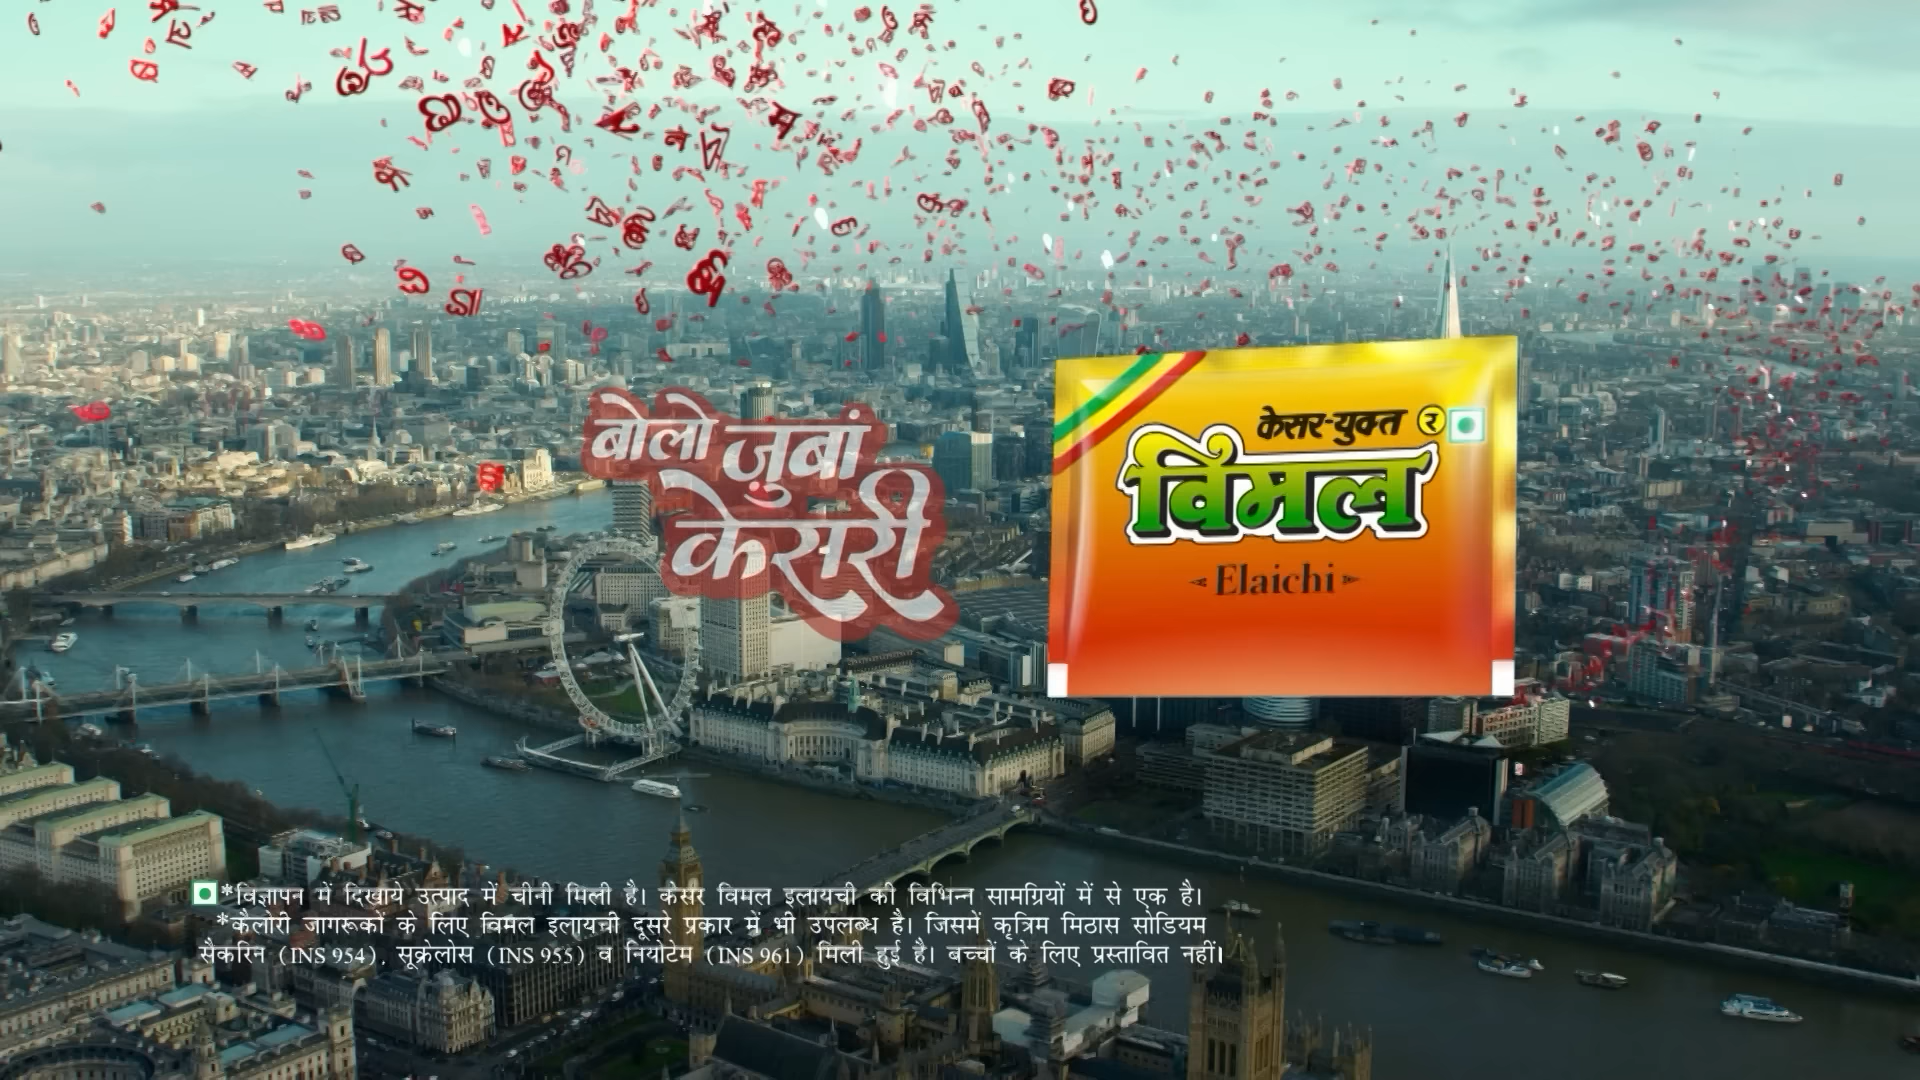 बोलो ज़ुबां
केसरी
केसर-युक्त
विमल
Elaichi
*विज्ञापन में दिखाये उत्पाद में चीनी मिली है। केसर विमल इलायची की विभिन्न सामग्रियों में से एक है।
*कैलोरी जागरूकों के लिए विमल इलायची दूसरे प्रकार में भी उपलब्ध है। जिसमें कृत्रिम मिठास सोडियम
सैकरिन (INS 954), सूक्रेलोस (INS 955) व नियोटेम (INS 961) मिली हुई है। बच्चों के लिए प्रस्तावित नहीं।